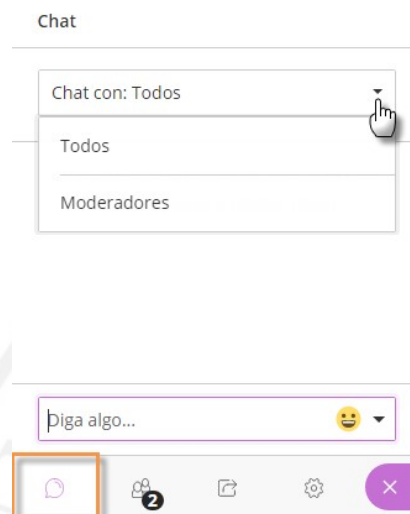 Chat
Chat con: Todos
Todos
Moderadores
Diga algo...
2